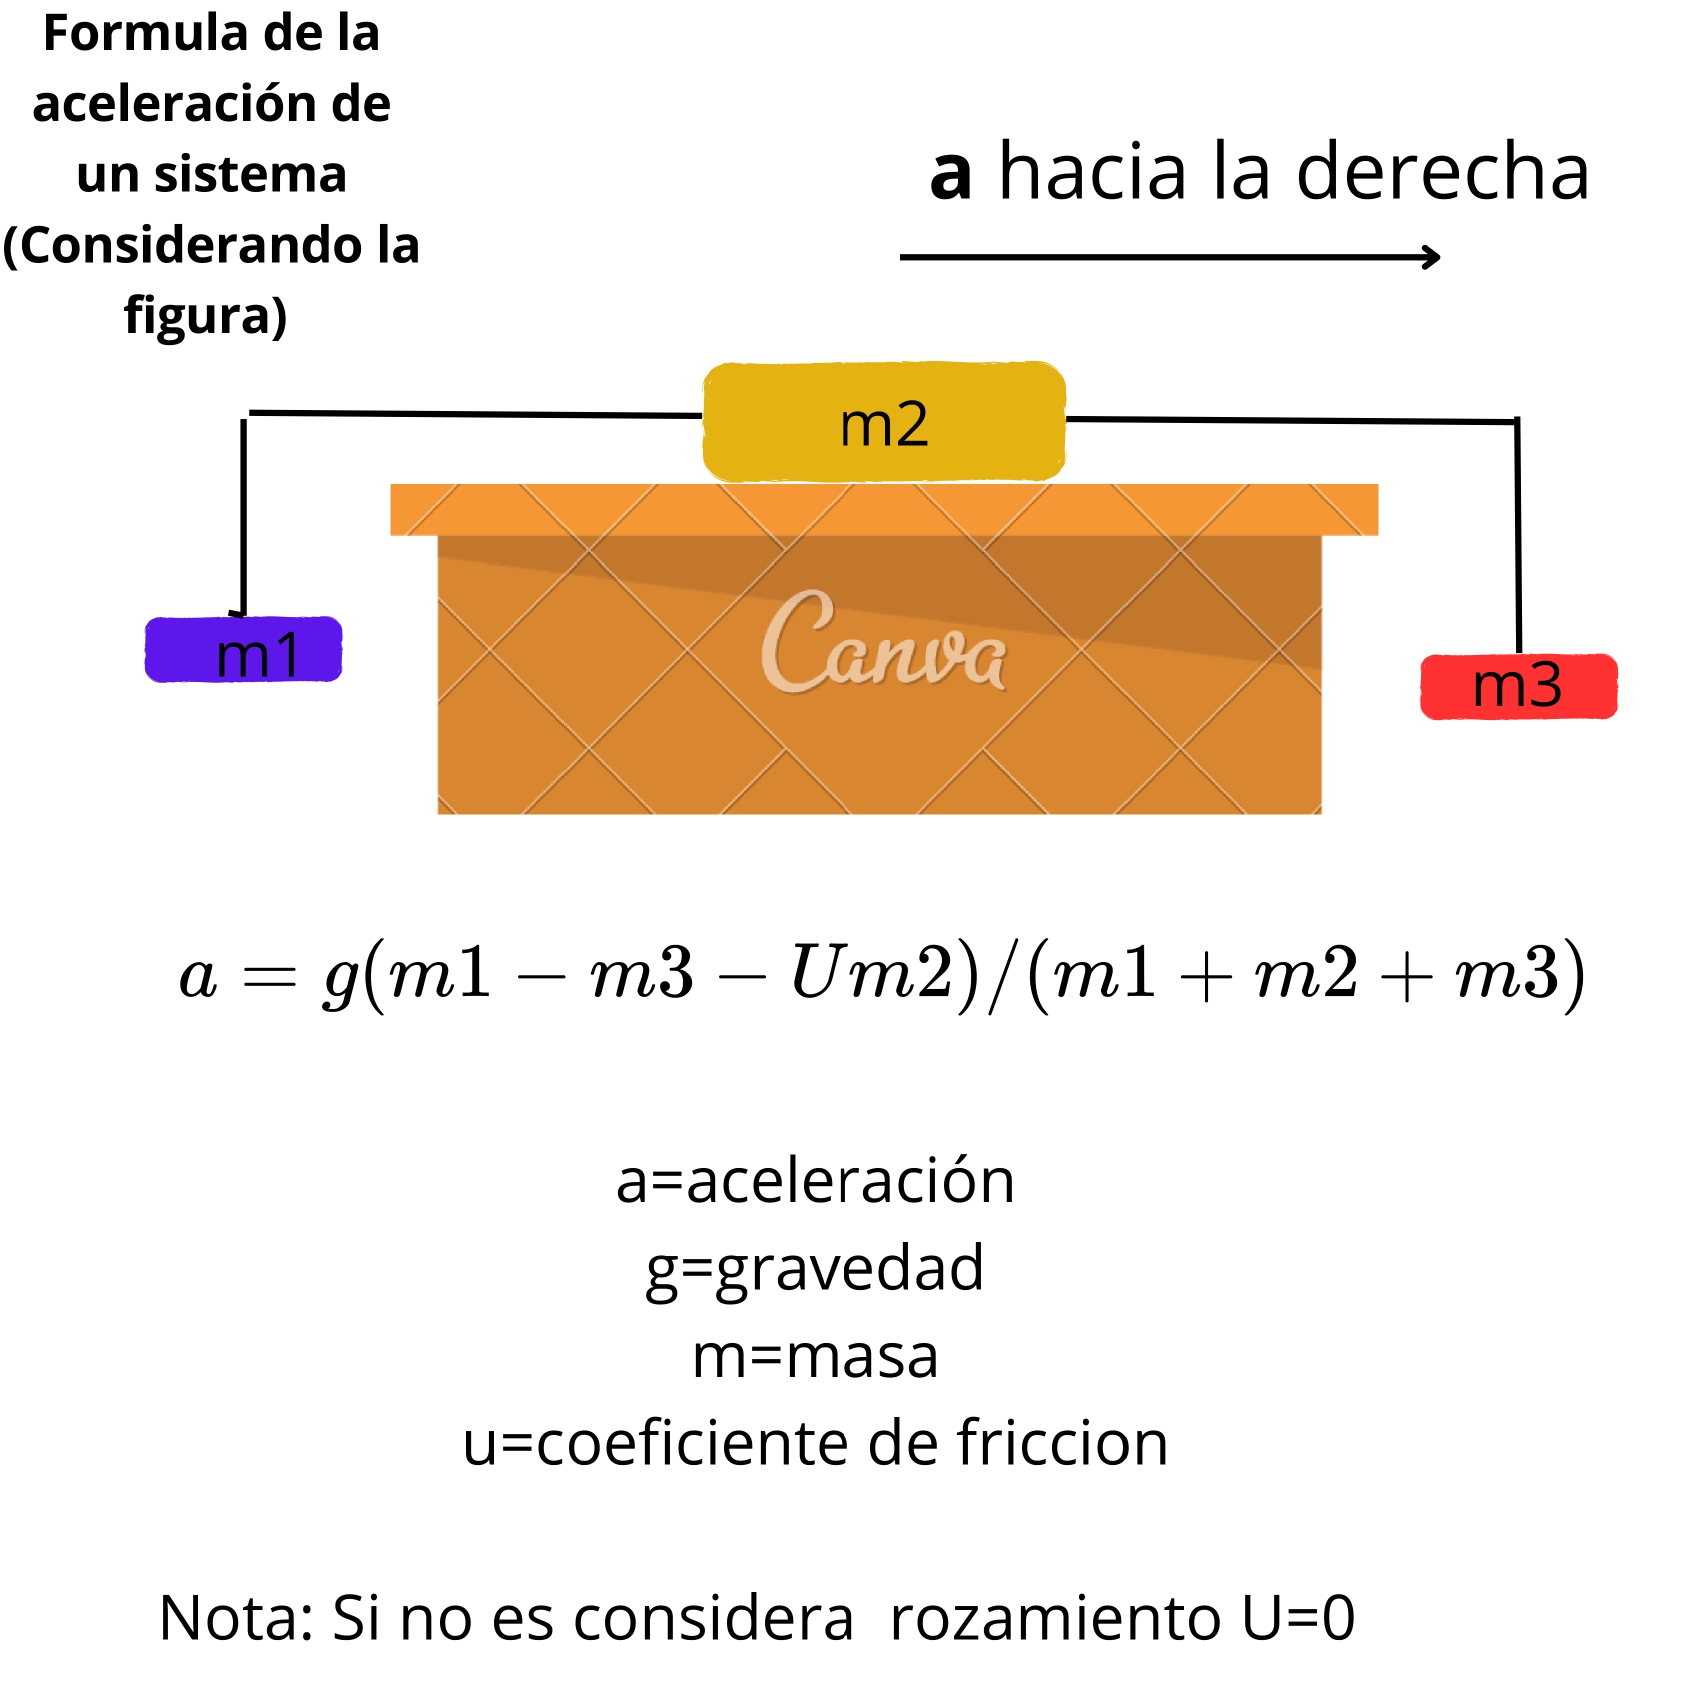 Formula de la
aceleración de
un sistema
(Considerando la
figura)
a hacia la derecha
m2
m1
m3
Canva
a = g(m1 − m3 − Um2)/(m1 + m2 + m3)
a=aceleración
g=gravedad
m=masa
u=coeficiente de friccion
Nota: Si no es considera  rozamiento U=0